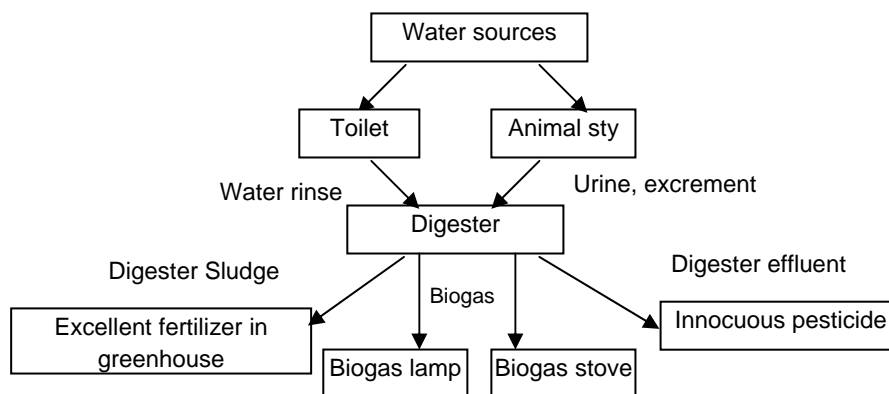 Water sources
Toilet
Animal sty
Water rinse
Urine, excrement
Digester
Digester Sludge
Biogas
Digester effluent
Excellent fertilizer in
greenhouse
Biogas lamp
Biogas stove
Innocuous pesticide